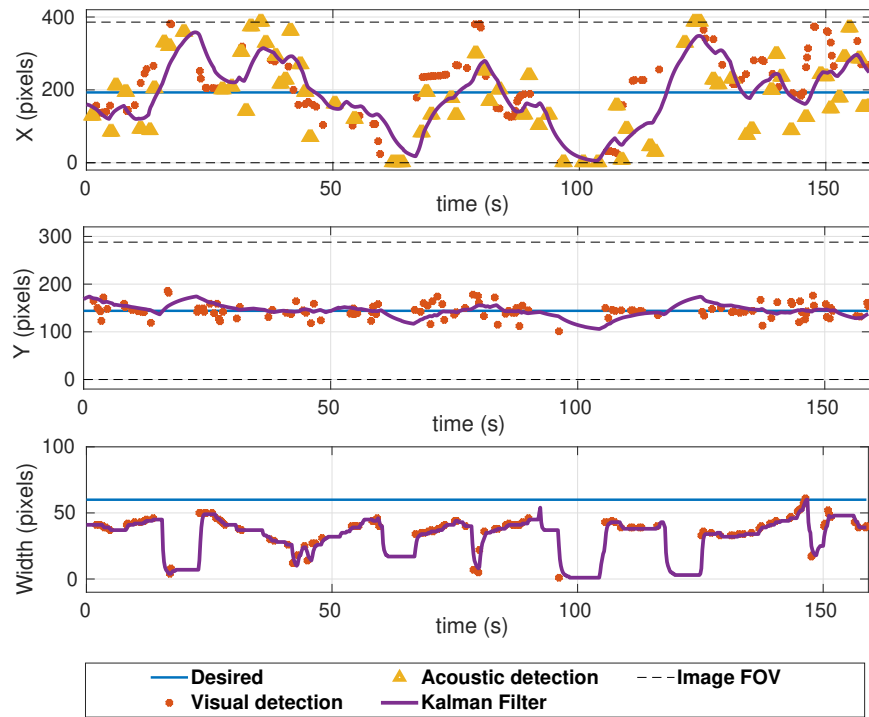 400
200
0
X (pixels)
0
50
100
150
time (s)
300
200
100
0
Y (pixels)
0
50
100
150
time (s)
100
50
0
Width (pixels)
0
50
100
150
time (s)
Desired
Acoustic detection
Image FOV
Visual detection
Kalman Filter